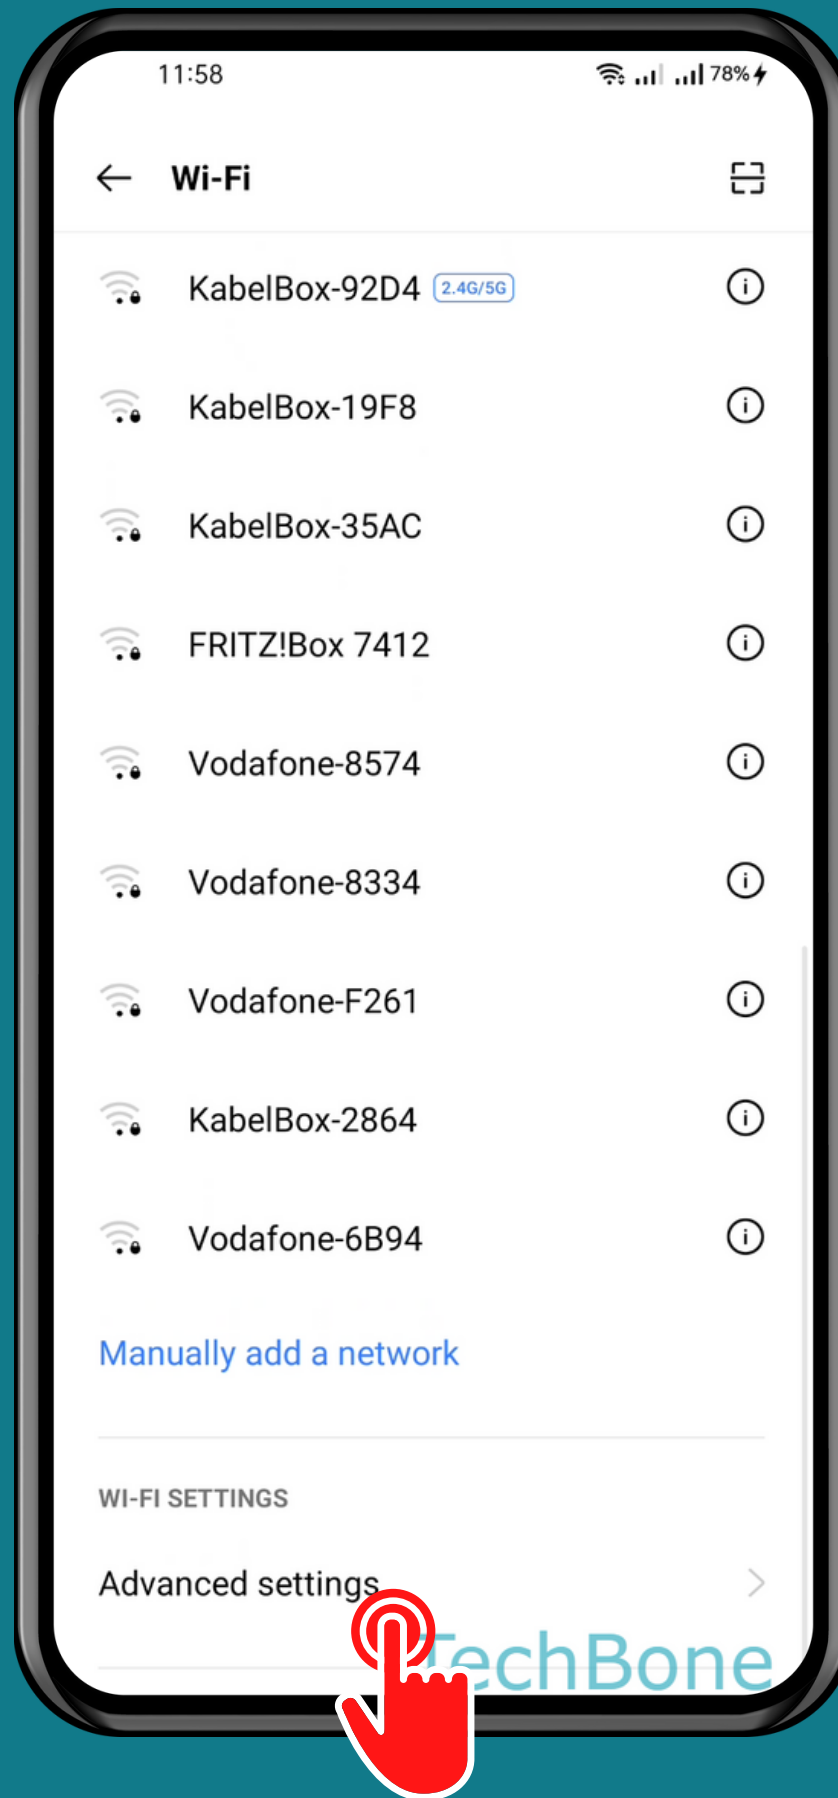 11:58
78%
Wi-Fi
KabelBox-92D4 2.4G/5G
KabelBox-19F8
KabelBox-35AC
FRITZ!Box 7412
Vodafone-8574
Vodafone-8334
Vodafone-F261
KabelBox-2864
Vodafone-6B94
Manually add a network
WI-FI SETTINGS
Advanced settings
TechBone